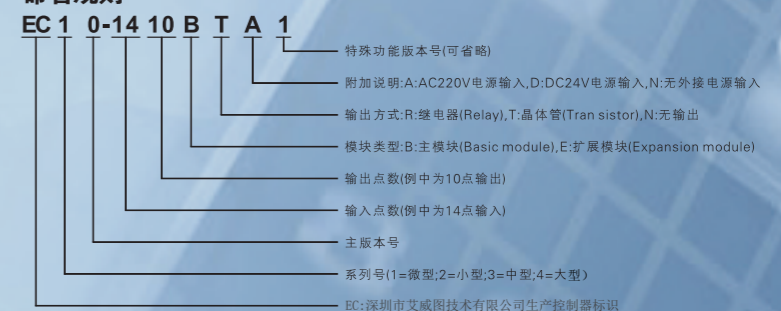 EC 1 0-14 10 B T A 1
特殊功能版本号(可省略)
附加说明:A:AC220V电源输入,D:DC24V电源输入,N:无外接电源输入
输出方式:R:继电器(Relay),T:晶体管(Tran sistor),N:无输出
模块类型:B:主模块(Basic module),E:扩展模块(Expansion module)
输出点数(例中为10点输出)
输入点数(例中为14点输入)
主版本号
系列号(1=微型;2=小型;3=中型;4=大型)
EC:深圳市艾威图技术有限公司生产控制器标识